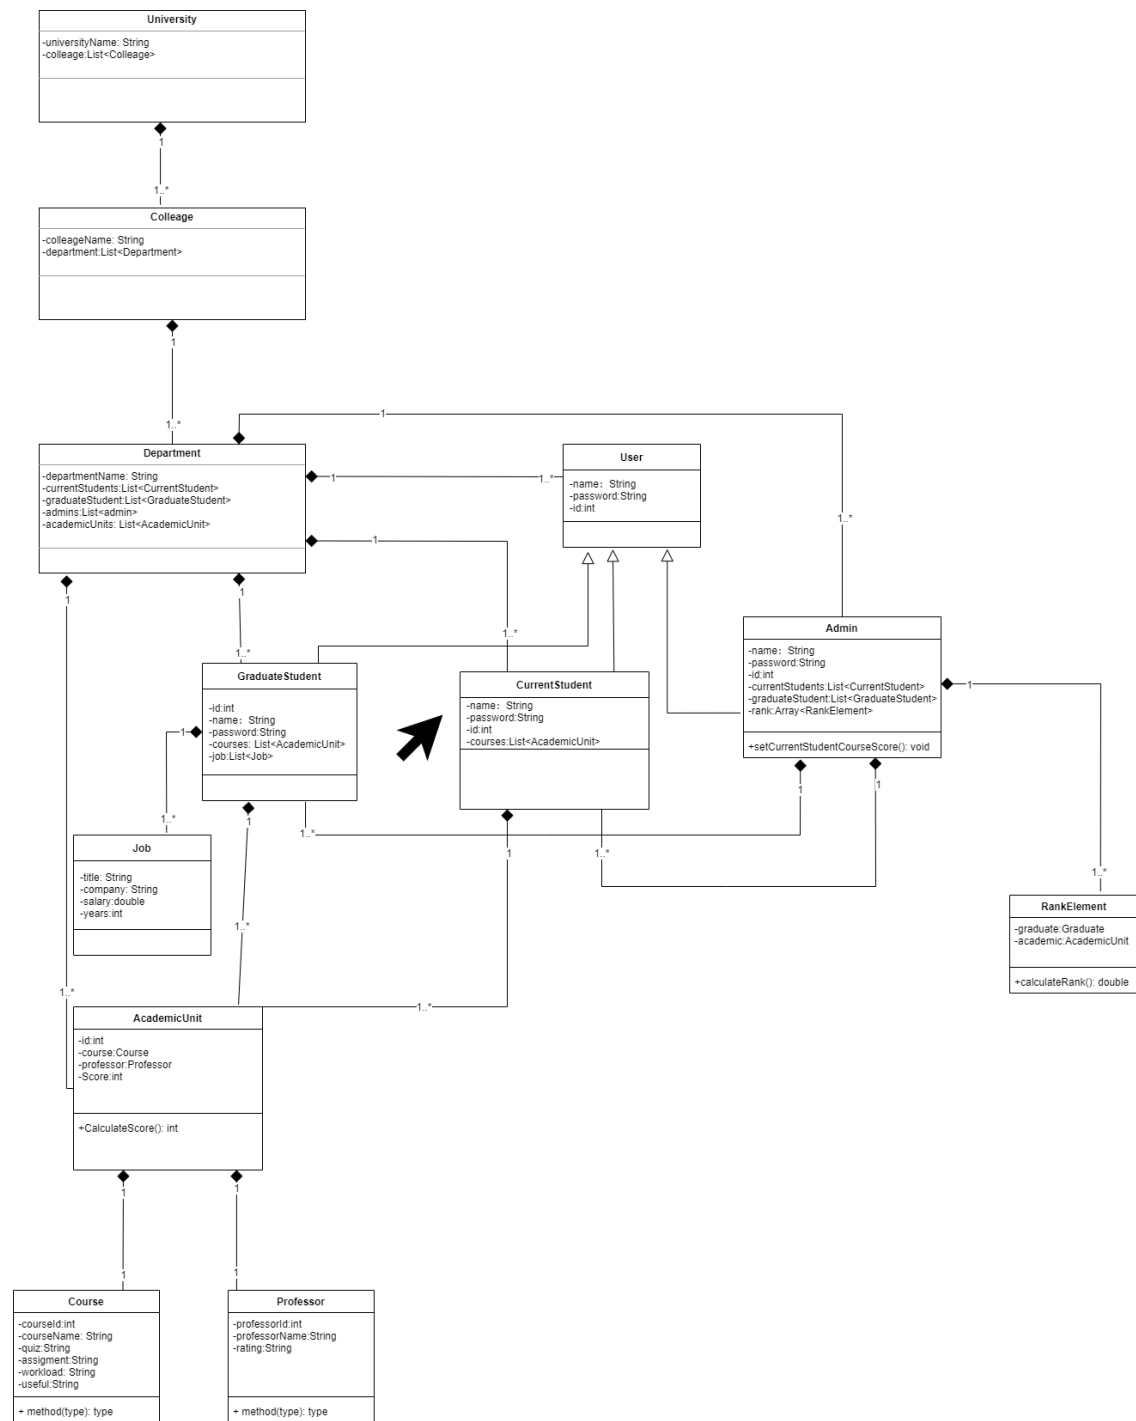 University
-universityName: String
-colleage:List<Colleage>
1
1..*
Colleage
-colleageName: String
-department:List<Department>
1
1..*
1
Department
-departmentName: String
-currentStudents:List<CurrentStudent>
-graduateStudent:List<GraduateStudent>
-admins:List<admin>
-academicUnits: List<AcademicUnit>
1
1..*
User
-name: String
-password:String
-id:int
1..*
1
1
1
1..*
1..*
GraduateStudent
-id:int
-name: String
-password:String
-courses: List<AcademicUnit>
-job:List<Job>
CurrentStudent
-name: String
-password:String
-id:int
-courses:List<AcademicUnit>
Admin
-name: String
-password:String
-id:int
-currentStudents:List<CurrentStudent>
-graduateStudent:List<GraduateStudent>
-rank:Array<RankElement>
+setCurrentStudentCourseScore(): void
1
1
1
1
1..*
1
1..*
1
1..*
Job
-title: String
-company: String
-salary:double
-years:int
1..*
1..*
RankElement
-graduate:Graduate
-academic:AcademicUnit
+calculateRank(): double
1..*
1..*
AcademicUnit
-id:int
-course:Course
-professor:Professor
-Score:int
+CalculateScore(): int
1
1
1
1
Course
-courseId:int
-courseName: String
-quiz:String
-assigment:String
-workload: String
-useful:String
+ method(type): type
Professor
-professorId:int
-professorName:String
-rating:String
+ method(type): type